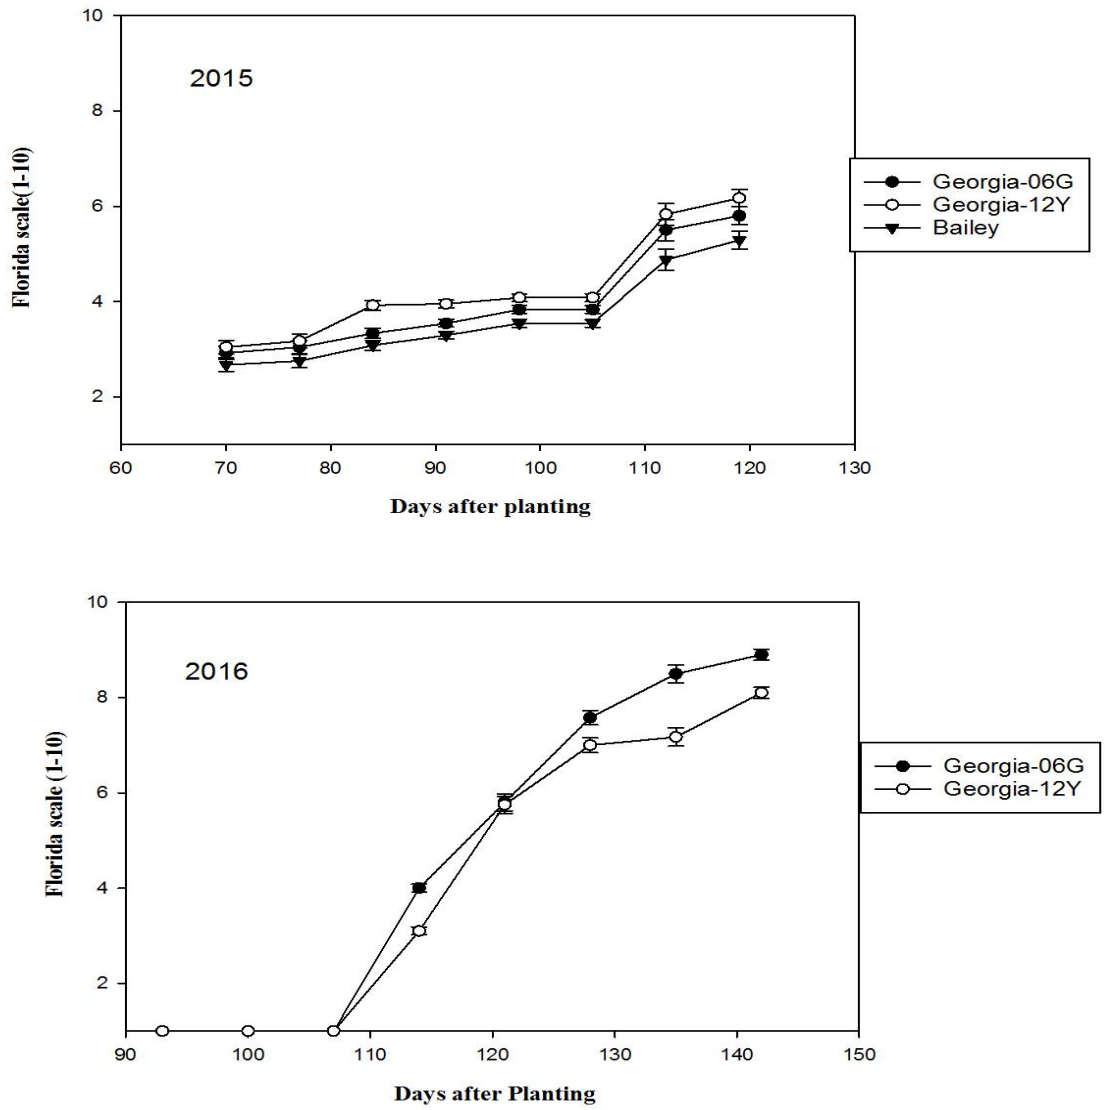 10
2015
8
6
4
2
Florida scale(1-10)
Georgia-06G
Georgia-12Y
Bailey
60 70 80 90 100 110 120 130
Days after planting
10
2016
8
6
4
2
Florida scale (1-10)
Georgia-06G
Georgia-12Y
90 100 110 120 130 140 150
Days after Planting